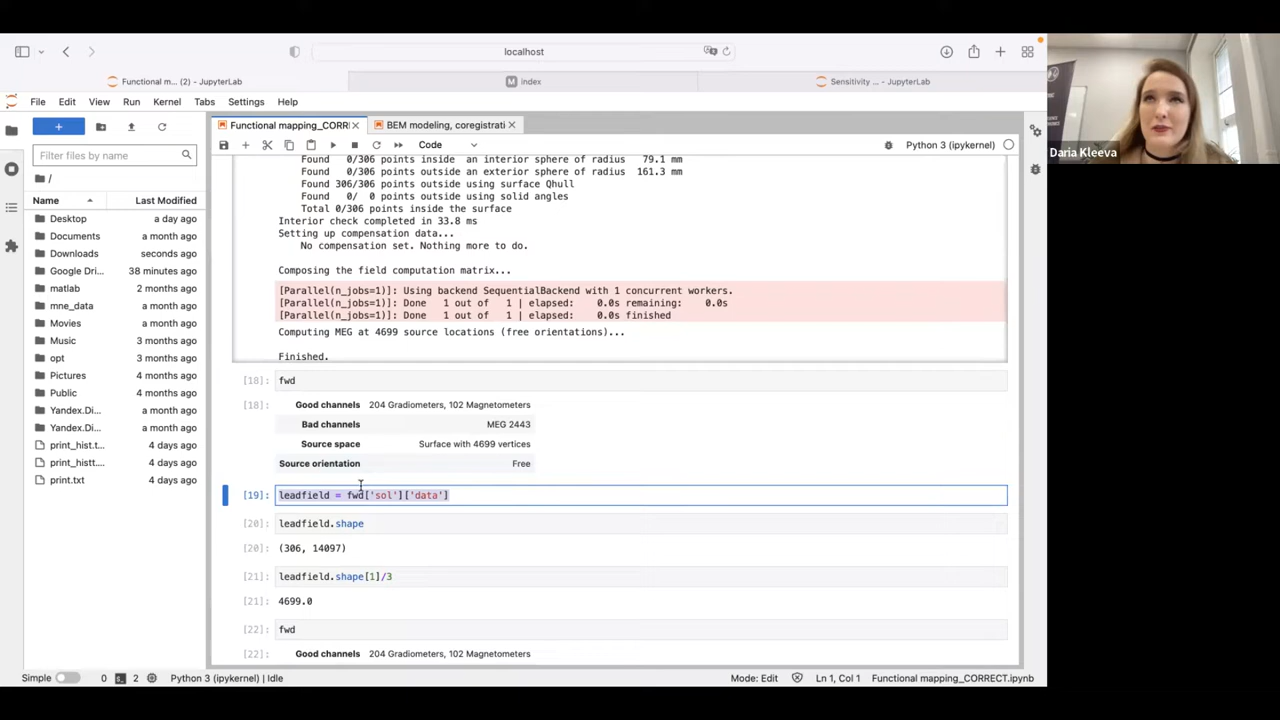 localhost
Functional m... (2) - JupyterLab
M index
Sensitivity ... - JupyterLab
File Edit View Run Kernel Tabs Settings Help
Daria Kleeva
Functional mapping_CORR
BEM modeling, coregistrati
Code
Python 3 (ipykernel)
Filter files by name
/
Name Last Modified
Desktop a day ago
Documents a month ago
Downloads seconds ago
Google Dri... 38 minutes ago
matlab 2 months ago
mne_data a month ago
Movies a month ago
Music 3 months ago
opt a month ago
Pictures 4 months ago
Public 4 months ago
Yandex.Di... a month ago
Yandex.Di... a month ago
print_hist.t... 4 days ago
print_histt.... 4 days ago
print.txt 4 days ago
Found 0/306 points inside an interior sphere of radius 79.1 mm
Found 0/306 points outside an exterior sphere of radius 161.3 mm
Found 306/306 points outside using surface Qhull
Found 0/ 0 points outside using solid angles
Total 0/306 points inside the surface
Interior check completed in 33.8 ms
Setting up compensation data...
No compensation set. Nothing more to do.
Composing the field computation matrix...
[Parallel(n_jobs=1)]: Using backend SequentialBackend with 1 concurrent workers.
[Parallel(n_jobs=1)]: Done 1 out of 1 | elapsed: 0.0s remaining: 0.0s
[Parallel(n_jobs=1)]: Done 1 out of 1 | elapsed: 0.0s finished
Computing MEG at 4699 source locations (free orientations)...
Finished.
[18]: fwd
[18]: Good channels 204 Gradiometers, 102 Magnetometers
Bad channels MEG 2443
Source space Surface with 4699 vertices
Source orientation Free
[19]: leadfield = fwd['sol']['data']
[20]: leadfield.shape
[20]: (306, 14097)
[21]: leadfield.shape[1]/3
[21]: 4699.0
[22]: fwd
[22]: Good channels 204 Gradiometers, 102 Magnetometers
Simple 0 2 Python 3 (ipykernel) | Idle Mode: Edit Ln 1, Col 1 Functional mapping_CORRECT.ipynb